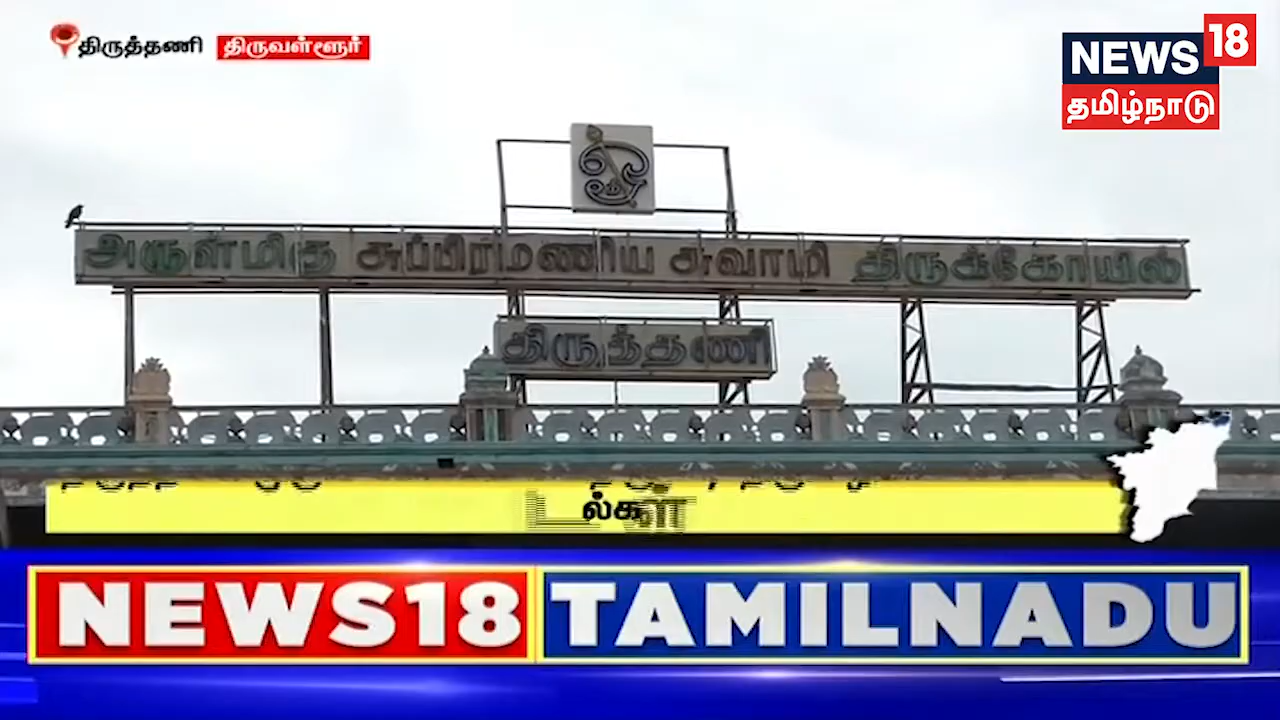 திருத்தணி திருவள்ளூர்
NEWS 18
தமிழ்நாடு
அருள்மிகு சுப்பிரமணிய சுவாமி திருக்கோயில்
திருத்தணி
NEWS18 TAMILNADU